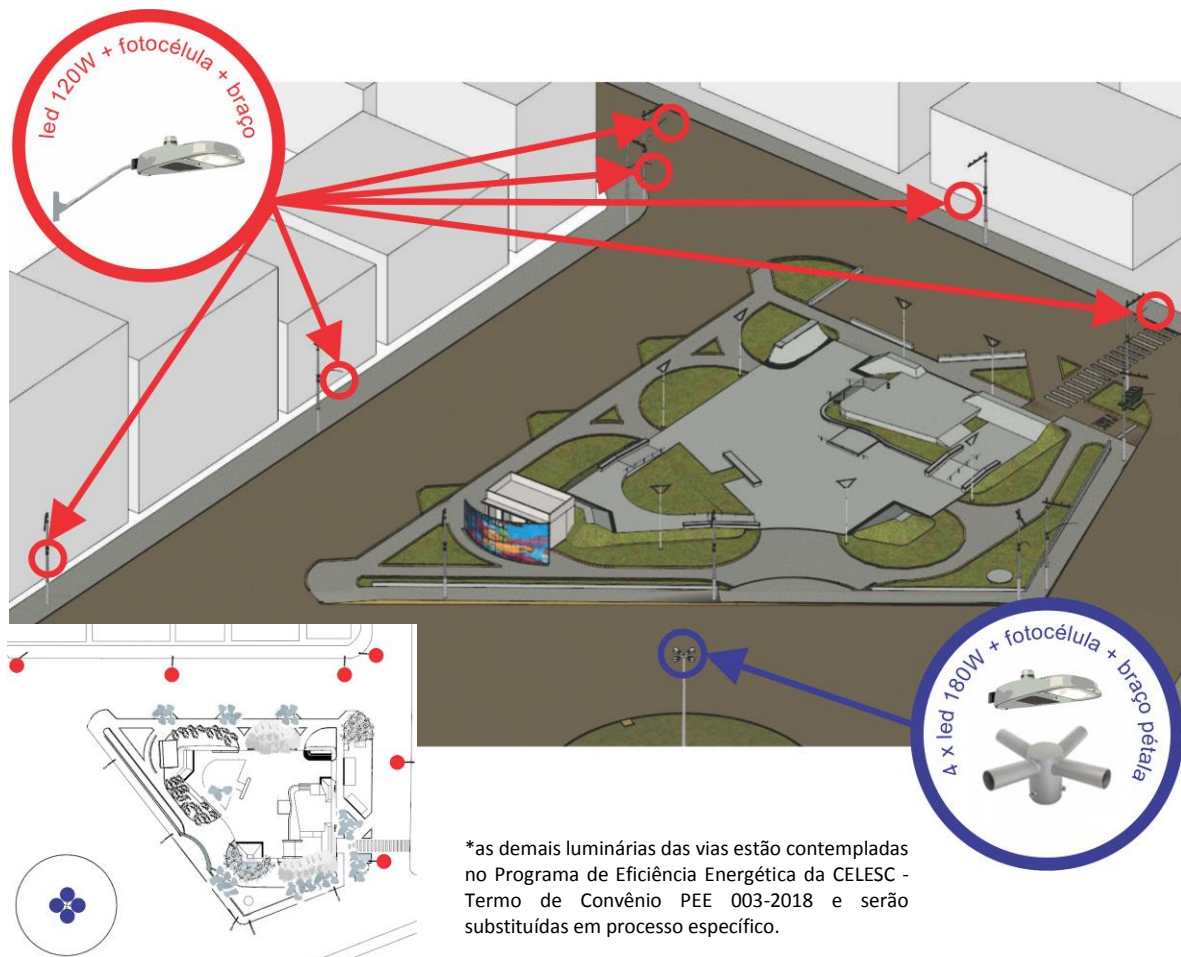 led 120W + fotocélula + braço
4 x led 180W + fotocélula + braço pétala
*as demais luminárias das vias estão contempladas
no Programa de Eficiência Energética da CELESC -
Termo de Convênio PEE 003-2018 e serão
substituídas em processo específico.